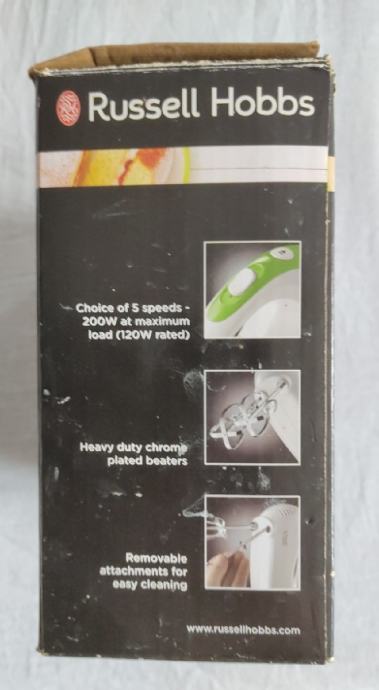 Russell Hobbs
Choice of 5 speeds -
200W at maximum
load (120W rated)
Heavy duty chrome
plated beaters
Removable
attachments for
easy cleaning
www.russellhobbs.com